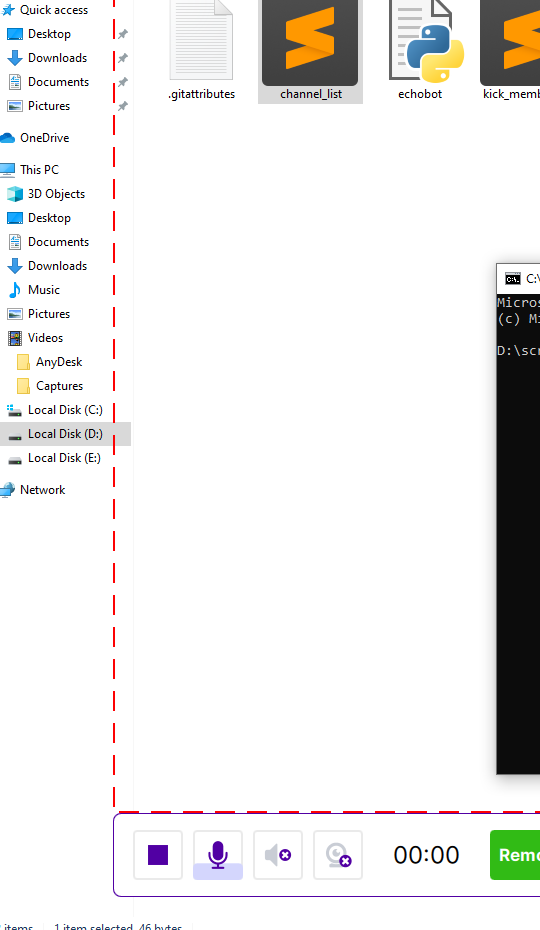 Quick access
Desktop
Downloads
Documents
Pictures
OneDrive
This PC
3D Objects
Desktop
Documents
Downloads
Music
Pictures
Videos
AnyDesk
Captures
Local Disk (C:)
Local Disk (D:)
Local Disk (E:)
Network
.gitattributes
channel_list
echobot
kick_memb
C:\
Micros
(c) Mi
D:\scr
00:00
Remo
items 1 item selected 46 bytes